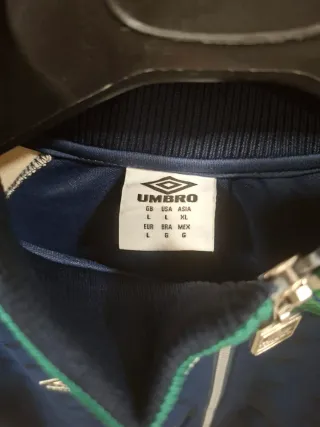 UMBRO
GB USA ASIA
L L XL
EUR BRA MEX
L G G